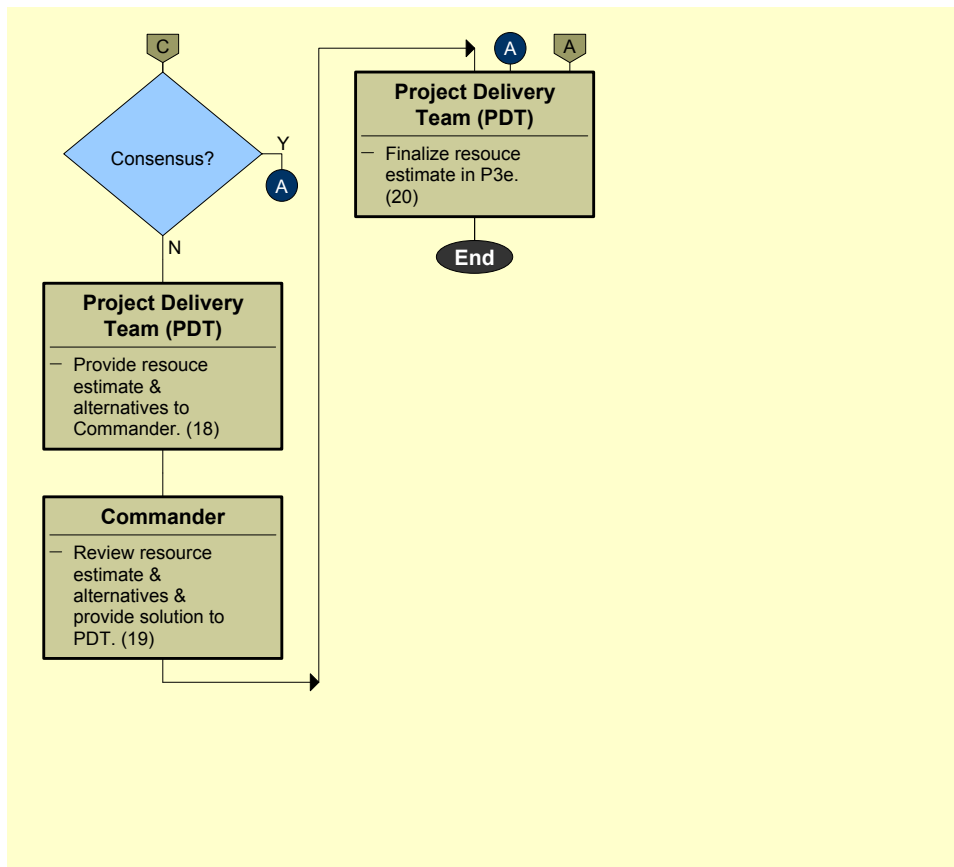 C
Consensus?
Y
A
N
Project Delivery
Team (PDT)
— Provide resouce
estimate &
alternatives to
Commander. (18)
Commander
— Review resource
estimate &
alternatives &
provide solution to
PDT. (19)
A
A
Project Delivery
Team (PDT)
— Finalize resouce
estimate in P3e.
(20)
End